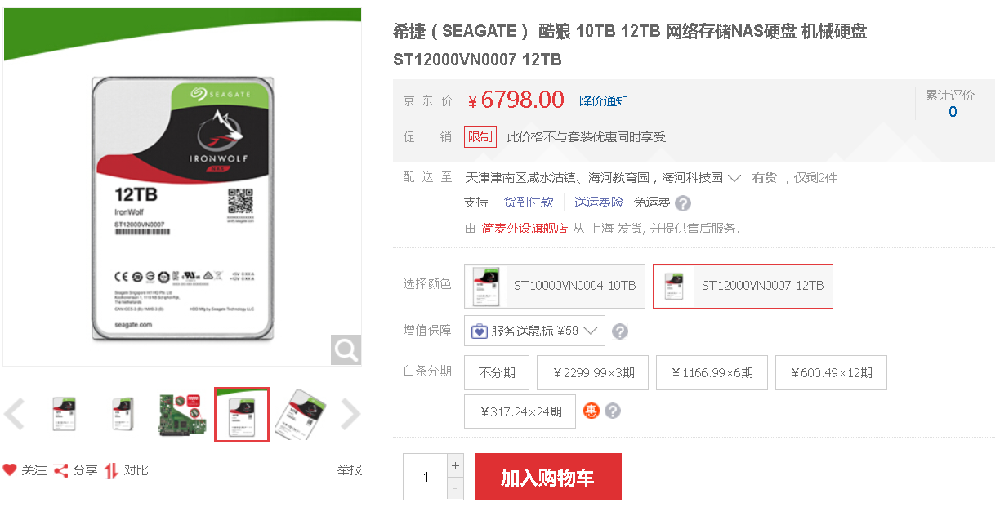 希捷（SEAGATE） 酷狼 10TB 12TB 网络存储NAS硬盘 机械硬盘
ST12000VN0007 12TB
京东价 ￥6798.00 降价通知
累计评价
0
促销 限制 此价格不与套装优惠同时享受
配送至 天津津南区咸水沽镇、海河教育园，海河科技园 有货 ，仅剩2件
支持 货到付款 送运费险 免运费 ?
由 简麦外设旗舰店 从 上海 发货, 并提供售后服务.
选择颜色 ST10000VN0004 10TB ST12000VN0007 12TB
增值保障 服务送鼠标 ¥59 ?
白条分期 不分期 ￥2299.99×3期 ￥1166.99×6期 ￥600.49×12期
￥317.24×24期 惠 ?
1 + -
加入购物车
SEAGATE
IRONWOLF
NAS
12TB
IronWolf
ST12000VN0007
seagate.com
关注 分享 对比 举报